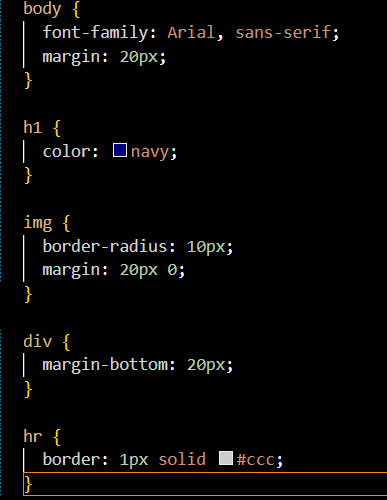 body {
  font-family: Arial, sans-serif;
  margin: 20px;
}

h1 {
  color: navy;
}

img {
  border-radius: 10px;
  margin: 20px 0;
}

div {
  margin-bottom: 20px;
}

hr {
  border: 1px solid #ccc;
}